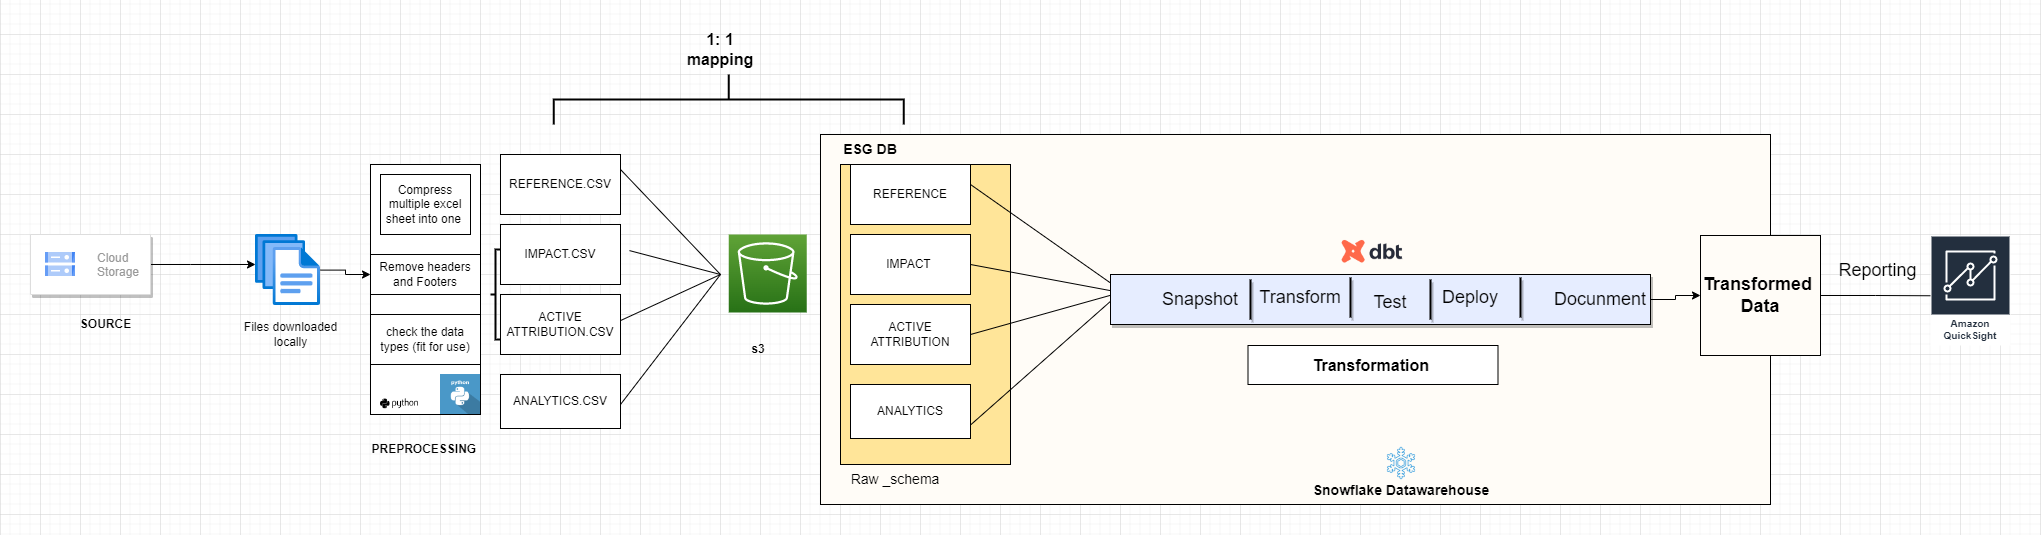 1: 1
mapping
Cloud
Storage
SOURCE
Files downloaded
locally
Compress
multiple excel
sheet into one
Remove headers
and Footers
check the data
types (fit for use)
python
python
PREPROCESSING
REFERENCE.CSV
IMPACT.CSV
ACTIVE
ATTRIBUTION.CSV
ANALYTICS.CSV
s3
ESG DB
REFERENCE
IMPACT
ACTIVE
ATTRIBUTION
ANALYTICS
Raw _schema
dbt
Snapshot
Transform
Test
Deploy
Docunment
Transformation
Snowflake Datawarehouse
Transformed
Data
Reporting
Amazon
QuickSight